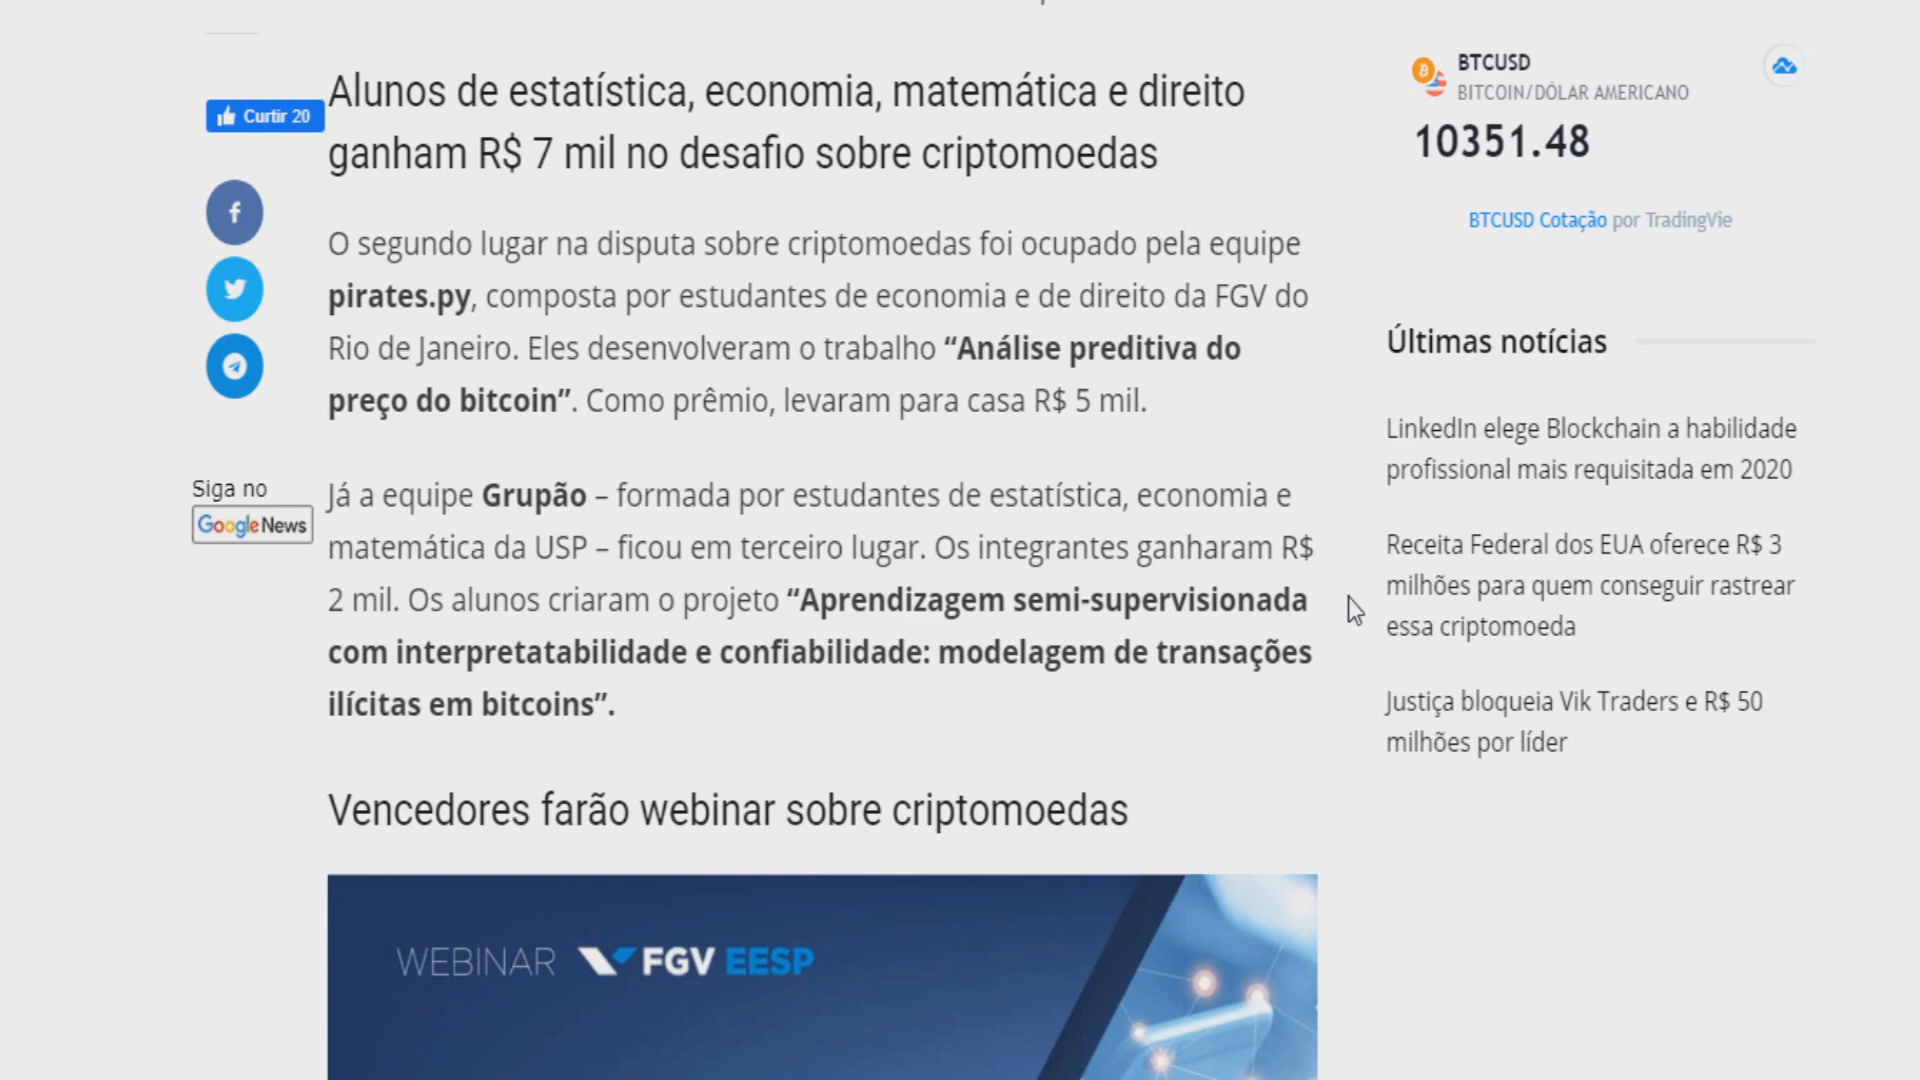 Alunos de estatística, economia, matemática e direito
ganham R$ 7 mil no desafio sobre criptomoedas
Curtir 20
O segundo lugar na disputa sobre criptomoedas foi ocupado pela equipe
pirates.py, composta por estudantes de economia e de direito da FGV do
Rio de Janeiro. Eles desenvolveram o trabalho “Análise preditiva do
preço do bitcoin”. Como prêmio, levaram para casa R$ 5 mil.
Siga no
Google News
Já a equipe Grupão – formada por estudantes de estatística, economia e
matemática da USP – ficou em terceiro lugar. Os integrantes ganharam R$
2 mil. Os alunos criaram o projeto “Aprendizagem semi-supervisionada
com interpretatabilidade e confiabilidade: modelagem de transações
ilícitas em bitcoins”.
Vencedores farão webinar sobre criptomoedas
WEBINAR FGV EESP
BTCUSD
BITCOIN/DÓLAR AMERICANO
10351.48
BTCUSD Cotação por TradingVie
Últimas notícias
LinkedIn elege Blockchain a habilidade
profissional mais requisitada em 2020
Receita Federal dos EUA oferece R$ 3
milhões para quem conseguir rastrear
essa criptomoeda
Justiça bloqueia Vik Traders e R$ 50
milhões por líder